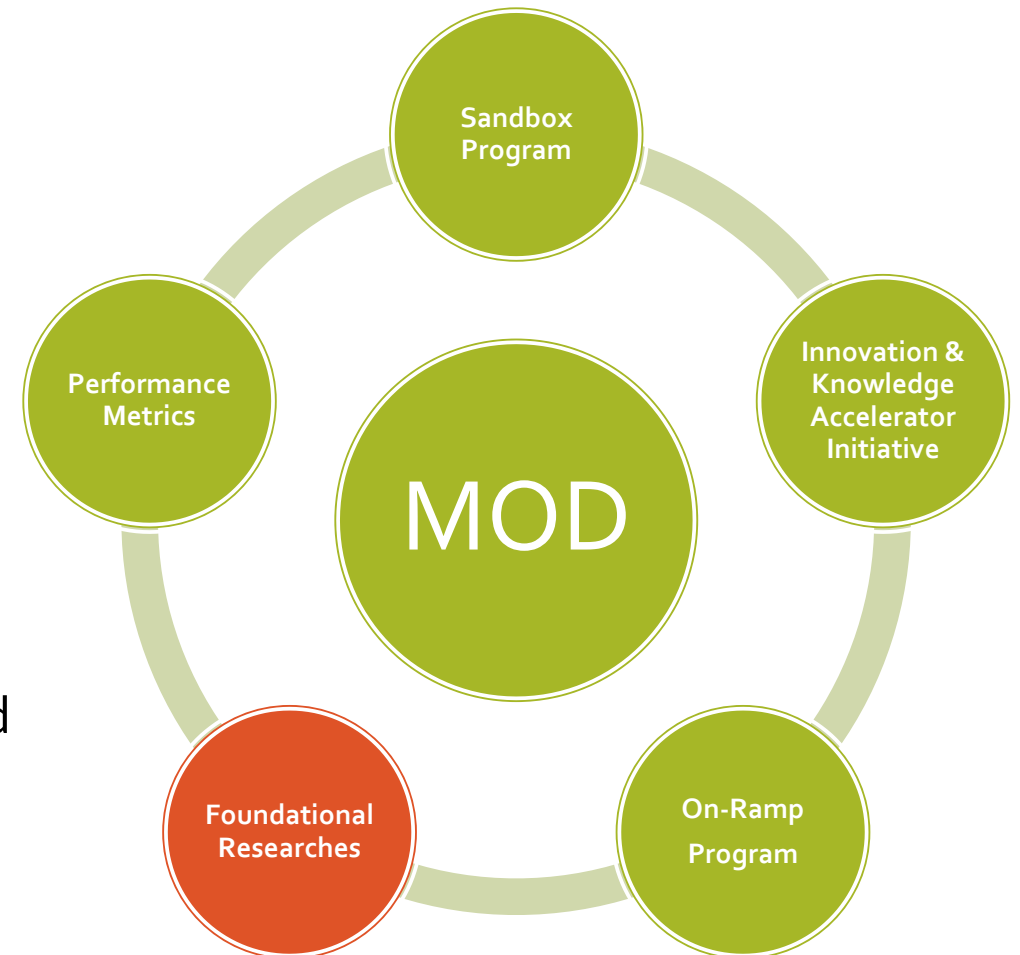 Sandbox
Program
Innovation &
Knowledge
Accelerator
Initiative
Performance
Metrics
MOD
d
Foundational
Researches
On-Ramp
Program